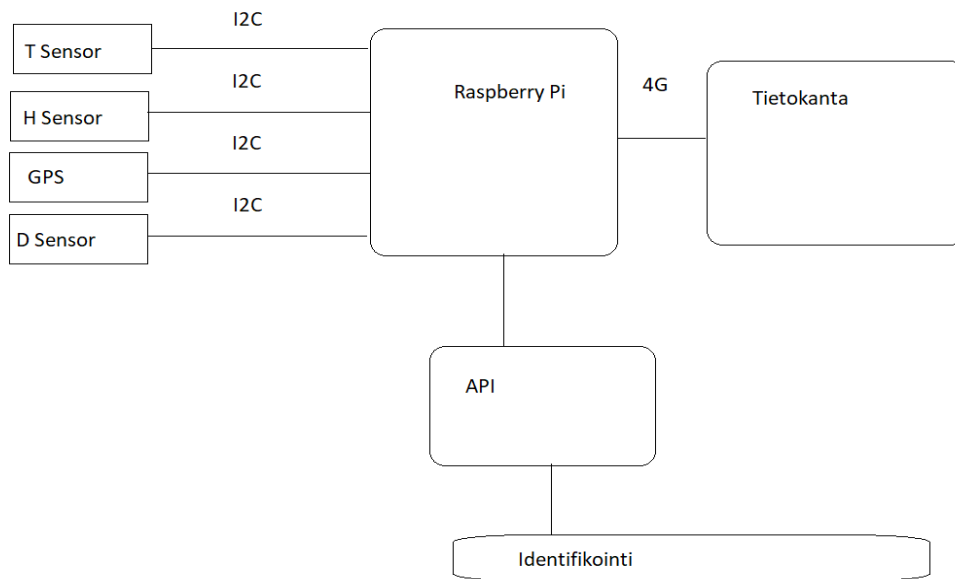 I2C
T Sensor
I2C
H Sensor
I2C
GPS
I2C
D Sensor
Raspberry Pi
4G
Tietokanta
API
Identifikointi